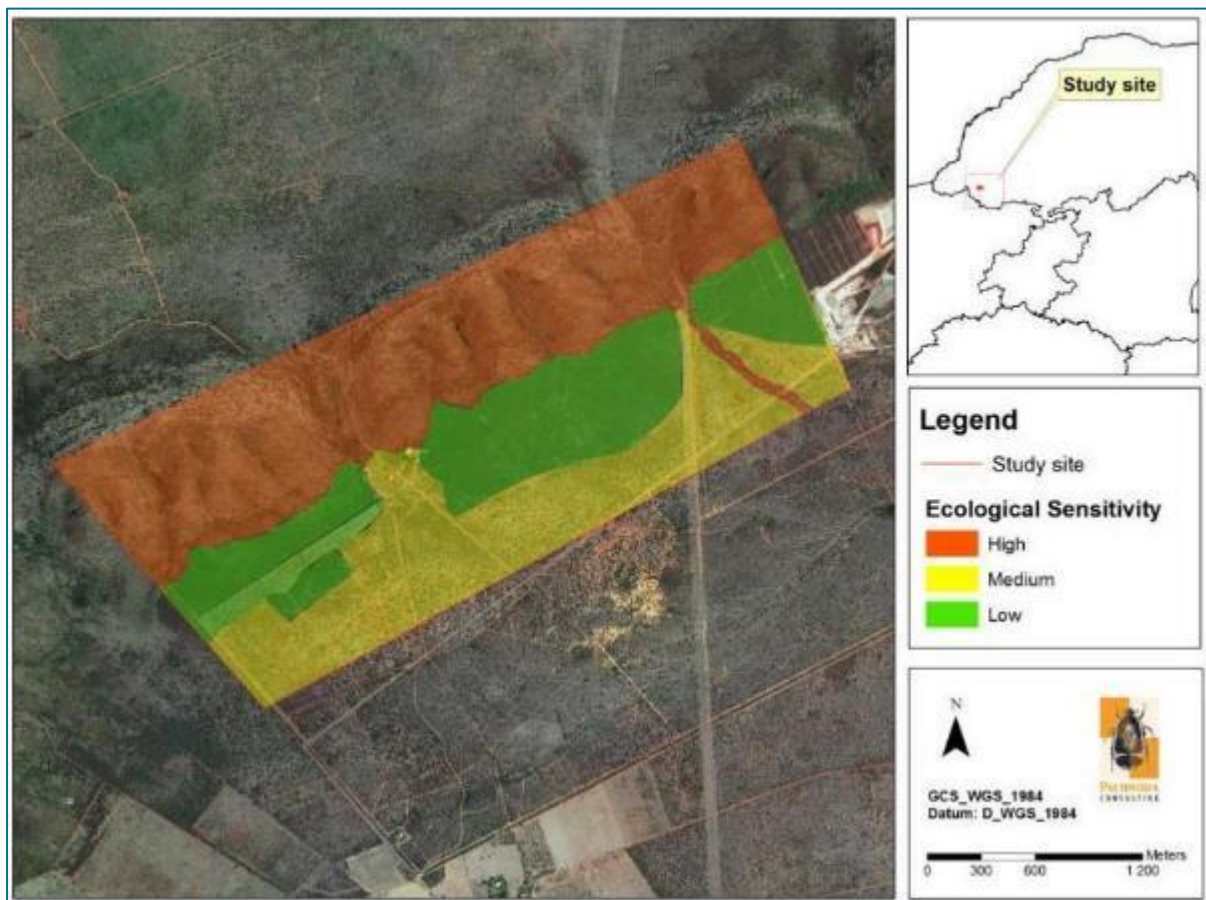 Study site
Legend
Study site
Ecological Sensitivity
High
Medium
Low
N
GCS_WGS_1984
Datum: D_WGS_1984
CONSULTING
Meters
0 300 600 1 200